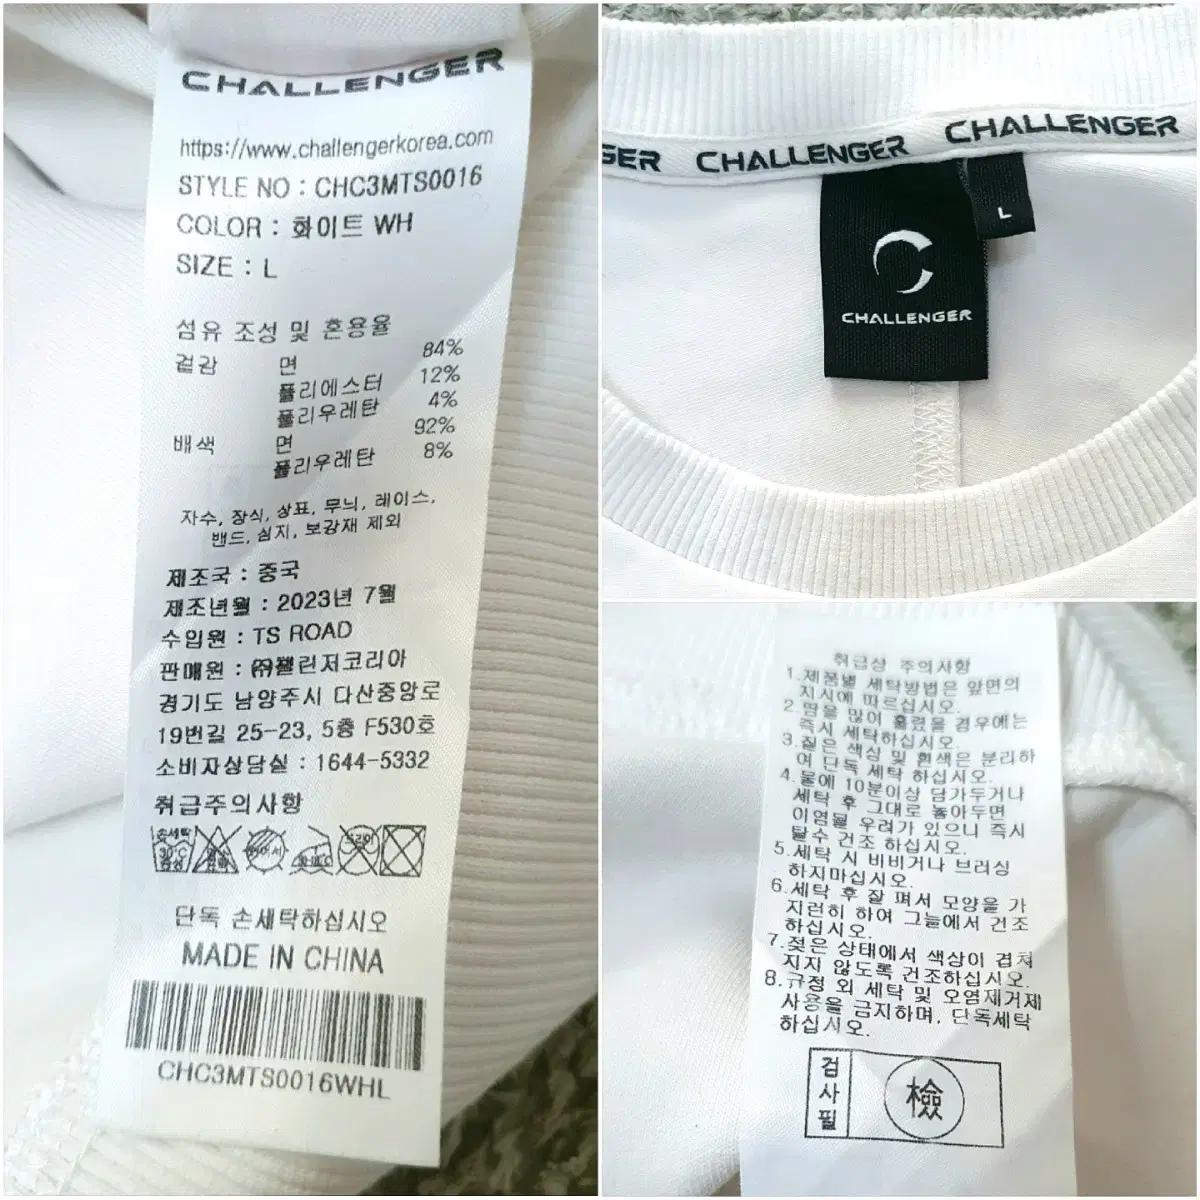 CHALLENGER
https://www.challengerkorea.com
STYLE NO : CHC3MTS0016
COLOR : 화이트 WH
SIZE : L
섬유 조성 및 혼용율
겉감 면 84%
폴리에스터 12%
폴리우레탄 4%
배색 면 92%
폴리우레탄 8%
자수, 장식, 상표, 무늬, 레이스,
밴드, 심지, 보강재 제외
제조국 : 중국
제조년월 : 2023년 7월
수입원 : TS ROAD
판매원 : ㈜챌린저코리아
경기도 남양주시 다산중앙로
19번길 25-23, 5층 F530호
소비자상담실 : 1644-5332
취급주의사항
손세탁
30°C
중성
단독 손세탁하십시오
MADE IN CHINA
CHC3MTS0016WHL
GER CHALLENGER CHALLENGER
L
CHALLENGER
취급상 주의사항
1.제품별 세탁방법은 앞면의
지시에 따르십시오.
2.땀을 많이 흘렸을 경우에는
즉시 세탁하십시오.
3.짙은 색상 및 흰색은 분리하
여 단독 세탁 하십시오.
4.물에 10분이상 담가두거나
세탁 후 그대로 놓아두면
이염될 우려가 있으니 즉시
탈수 건조 하십시오.
5.세탁 시 비비거나 브러싱
하지마십시오.
6.세탁 후 잘 펴서 모양을 가
지런히 하여 그늘에서 건조
하십시오.
7.젖은 상태에서 색상이 겹쳐
지지 않도록 건조하십시오.
8.규정 외 세탁 및 오염제거제
사용을 금지하며, 단독세탁
하십시오.
검사필
檢